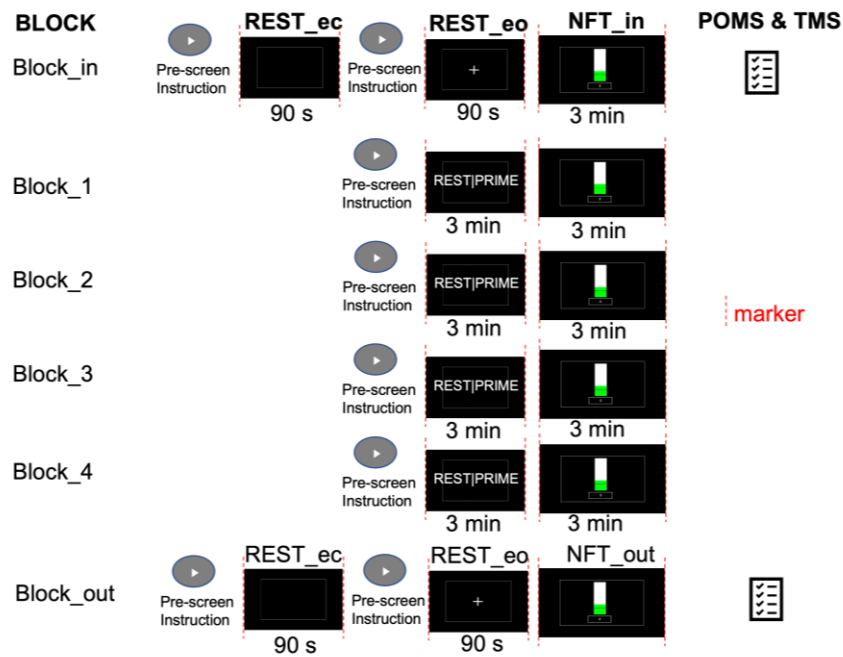 BLOCK REST_ec REST_eo NFT_in POMS & TMS
Block_in
Pre-screen Instruction
Pre-screen Instruction
90 s 90 s 3 min
Block_1
Pre-screen Instruction
REST|PRIME
3 min 3 min
Block_2
Pre-screen Instruction
REST|PRIME
3 min 3 min
marker
Block_3
Pre-screen Instruction
REST|PRIME
3 min 3 min
Block_4
Pre-screen Instruction
REST|PRIME
3 min 3 min
REST_ec REST_eo NFT_out
Block_out
Pre-screen Instruction
Pre-screen Instruction
90 s 90 s